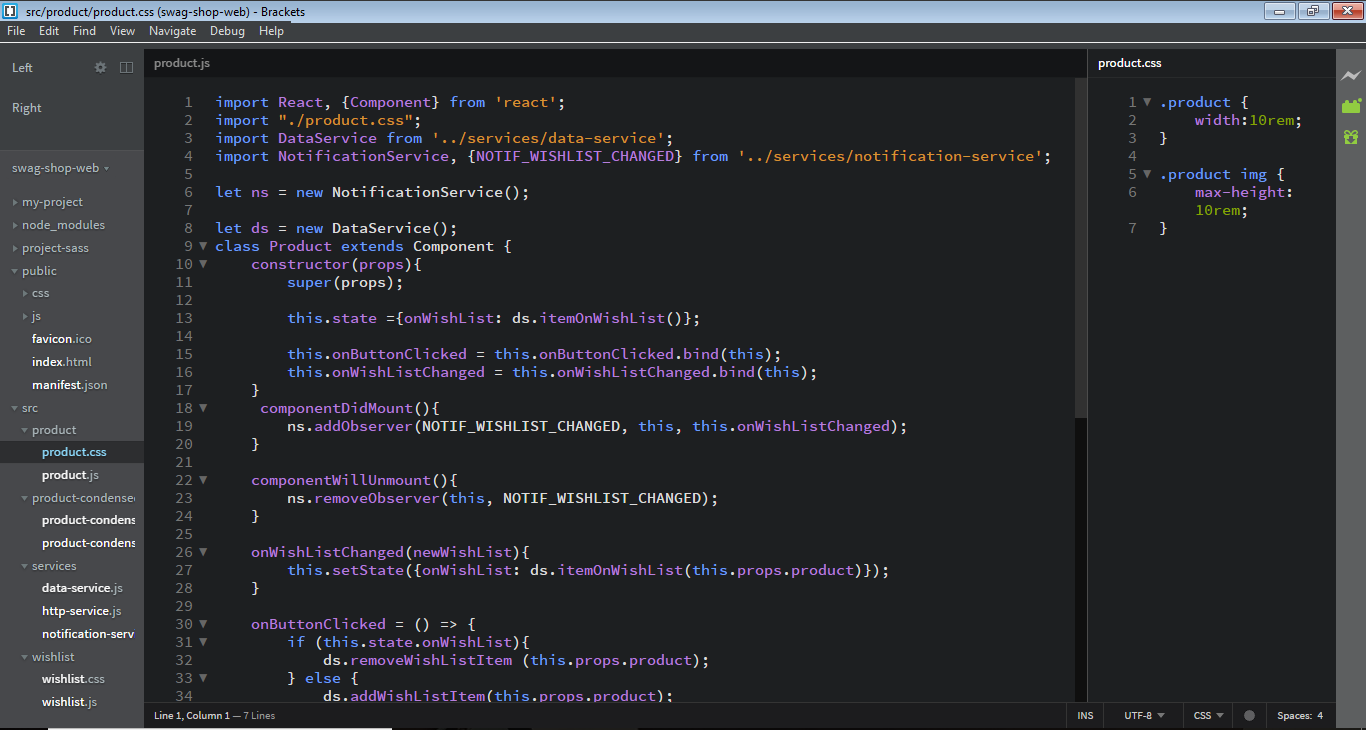 src/product/product.css (swag-shop-web) - Brackets
File Edit Find View Navigate Debug Help
Left
Right
swag-shop-web
my-project
node_modules
project-sass
public
css
js
favicon.ico
index.html
manifest.json
src
product
product.css
product.js
product-condensed
product-condens
product-condens
services
data-service.js
http-service.js
notification-serv
wishlist
wishlist.css
wishlist.js
product.js
1 import React, {Component} from 'react';
2 import "./product.css";
3 import DataService from '../services/data-service';
4 import NotificationService, {NOTIF_WISHLIST_CHANGED} from '../services/notification-service';
5
6 let ns = new NotificationService();
7
8 let ds = new DataService();
9 class Product extends Component {
10 constructor(props){
11 super(props);
12
13 this.state ={onWishList: ds.itemOnWishList()};
14
15 this.onButtonClicked = this.onButtonClicked.bind(this);
16 this.onWishListChanged = this.onWishListChanged.bind(this);
17 }
18 componentDidMount(){
19 ns.addObserver(NOTIF_WISHLIST_CHANGED, this, this.onWishListChanged);
20 }
21
22 componentWillUnmount(){
23 ns.removeObserver(this, NOTIF_WISHLIST_CHANGED);
24 }
25
26 onWishListChanged(newWishList){
27 this.setState({onWishList: ds.itemOnWishList(this.props.product)});
28 }
29
30 onButtonClicked = () => {
31 if (this.state.onWishList){
32 ds.removeWishListItem (this.props.product);
33 } else {
34 ds.addWishListItem(this.props.product);
product.css
1 .product {
2 width:10rem;
3 }
4
5 .product img {
6 max-height:
10rem;
7 }
Line 1, Column 1 — 7 Lines
INS UTF-8 CSS Spaces: 4